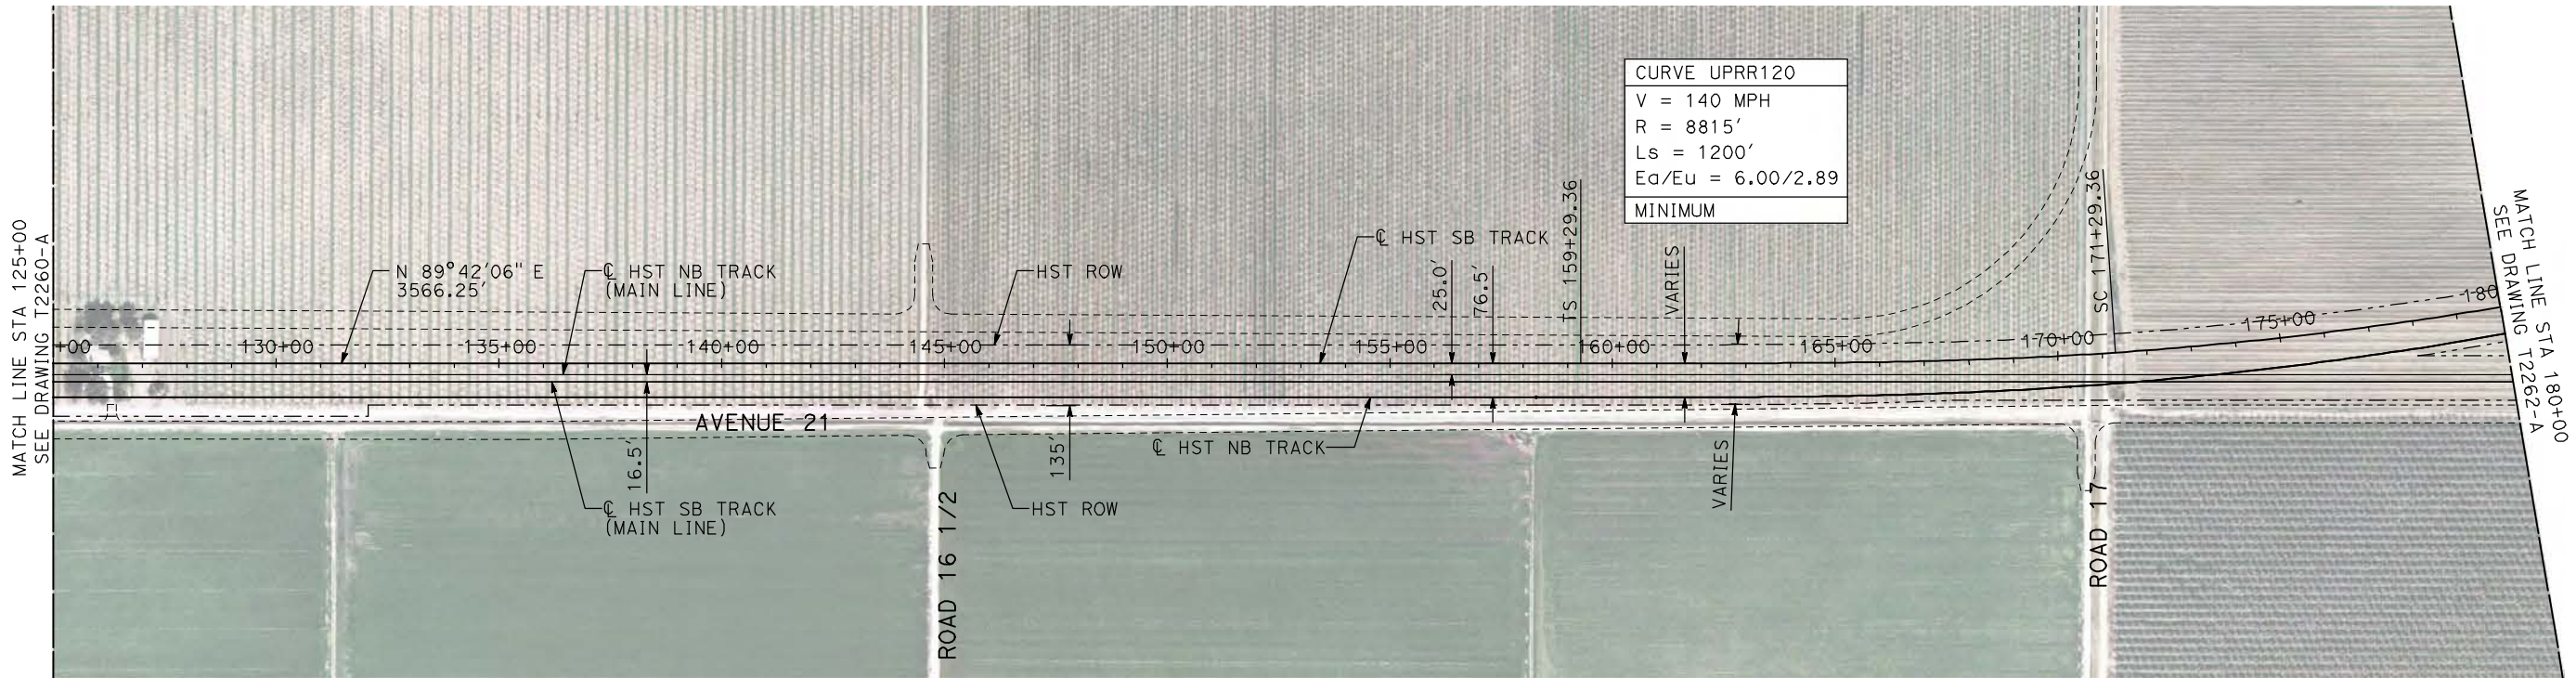 MATCH LINE STA 125+00
SEE DRAWING T2260-A
N 89°42'06" E
3566.25'
℄ HST NB TRACK
(MAIN LINE)
HST ROW
℄ HST SB TRACK
25.0'
76.5'
TS 159+29.36
VARIES
CURVE UPRR120
V = 140 MPH
R = 8815'
Ls = 1200'
Ea/Eu = 6.00/2.89
MINIMUM
SC 171+29.36
+00
130+00
135+00
140+00
145+00
150+00
155+00
160+00
165+00
170+00
175+00
180
AVENUE 21
16.5'
℄ HST SB TRACK
(MAIN LINE)
ROAD 16 1/2
135'
HST ROW
℄ HST NB TRACK
VARIES
ROAD 17
MATCH LINE STA 180+00
SEE DRAWING T2262-A